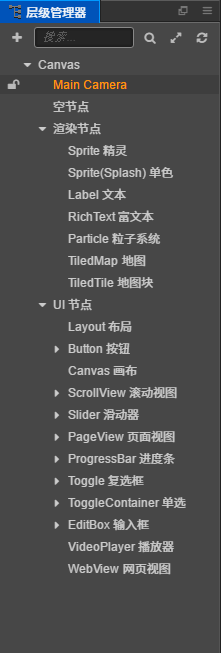 层级管理器
搜索...
Canvas
Main Camera
空节点
渲染节点
Sprite 精灵
Sprite(Splash) 单色
Label 文本
RichText 富文本
Particle 粒子系统
TiledMap 地图
TiledTile 地图块
UI 节点
Layout 布局
Button 按钮
Canvas 画布
ScrollView 滚动视图
Slider 滑动器
PageView 页面视图
ProgressBar 进度条
Toggle 复选框
ToggleContainer 单选
EditBox 输入框
VideoPlayer 播放器
WebView 网页视图